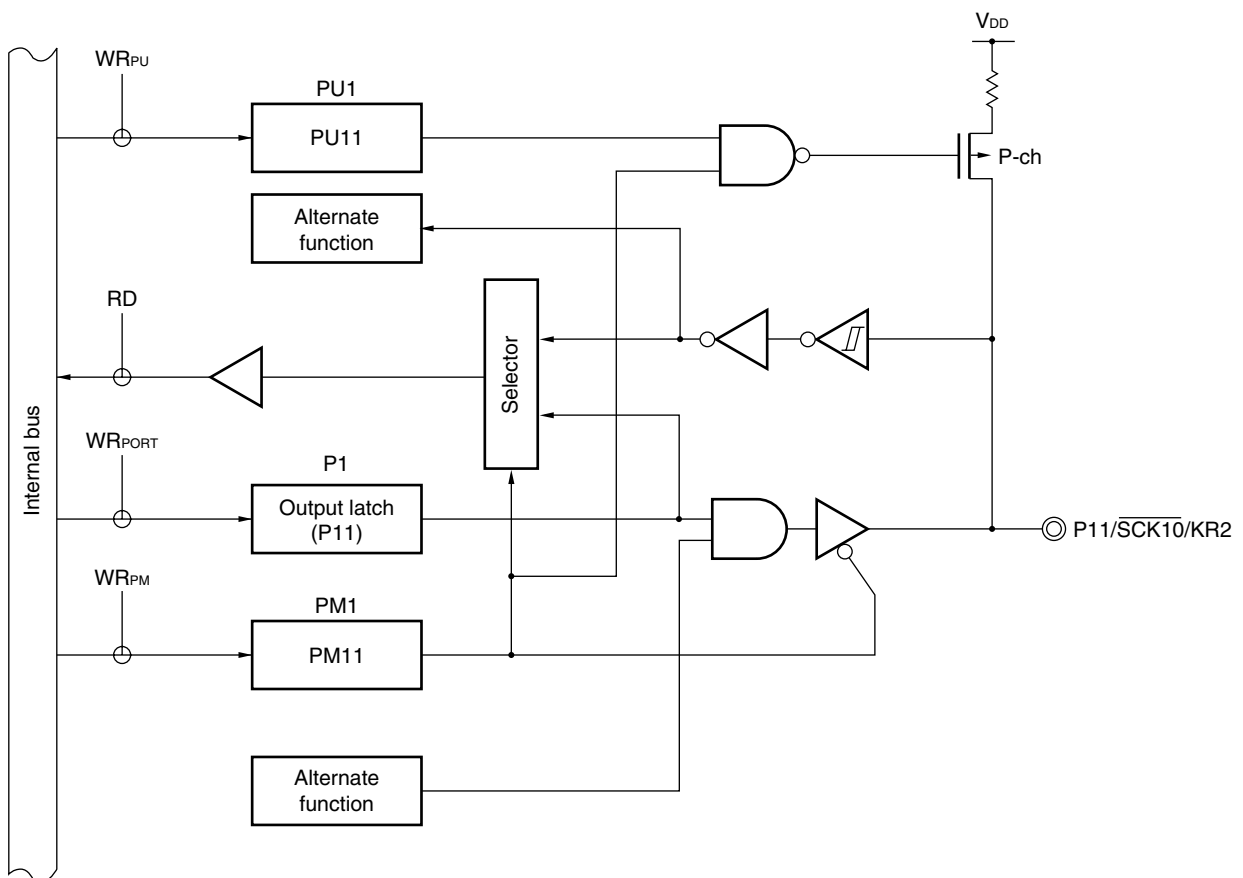 VDD
WRPU
PU1
PU11
P-ch
Alternate
function
RD
Selector
Internal bus
WRPORT
P1
Output latch
(P11)
P11/SCK10/KR2
WRPM
PM1
PM11
Alternate
function